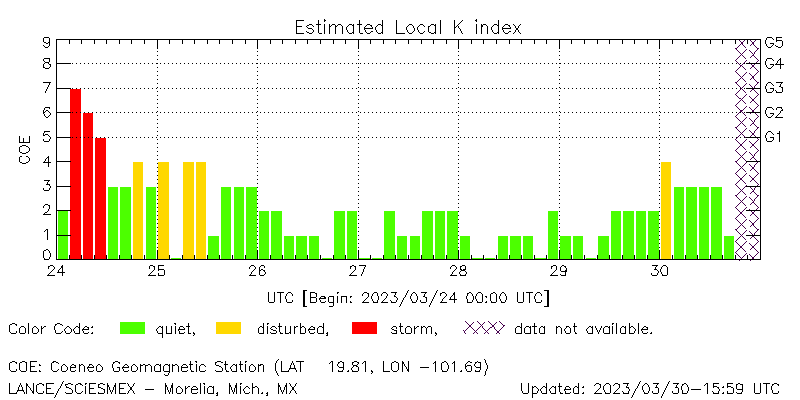 Estimated Local K index
9
8
7
6
5
4
3
2
1
0
COE
G5
G4
G3
G2
G1
24 25 26 27 28 29 30
UTC [Begin: 2023/03/24 00:00 UTC]
Color Code: quiet, disturbed, storm, data not available.
COE: Coeneo Geomagnetic Station (LAT 19.81, LON -101.69)
LANCE/SCiESMEX - Morelia, Mich., MX Updated: 2023/03/30-15:59 UTC